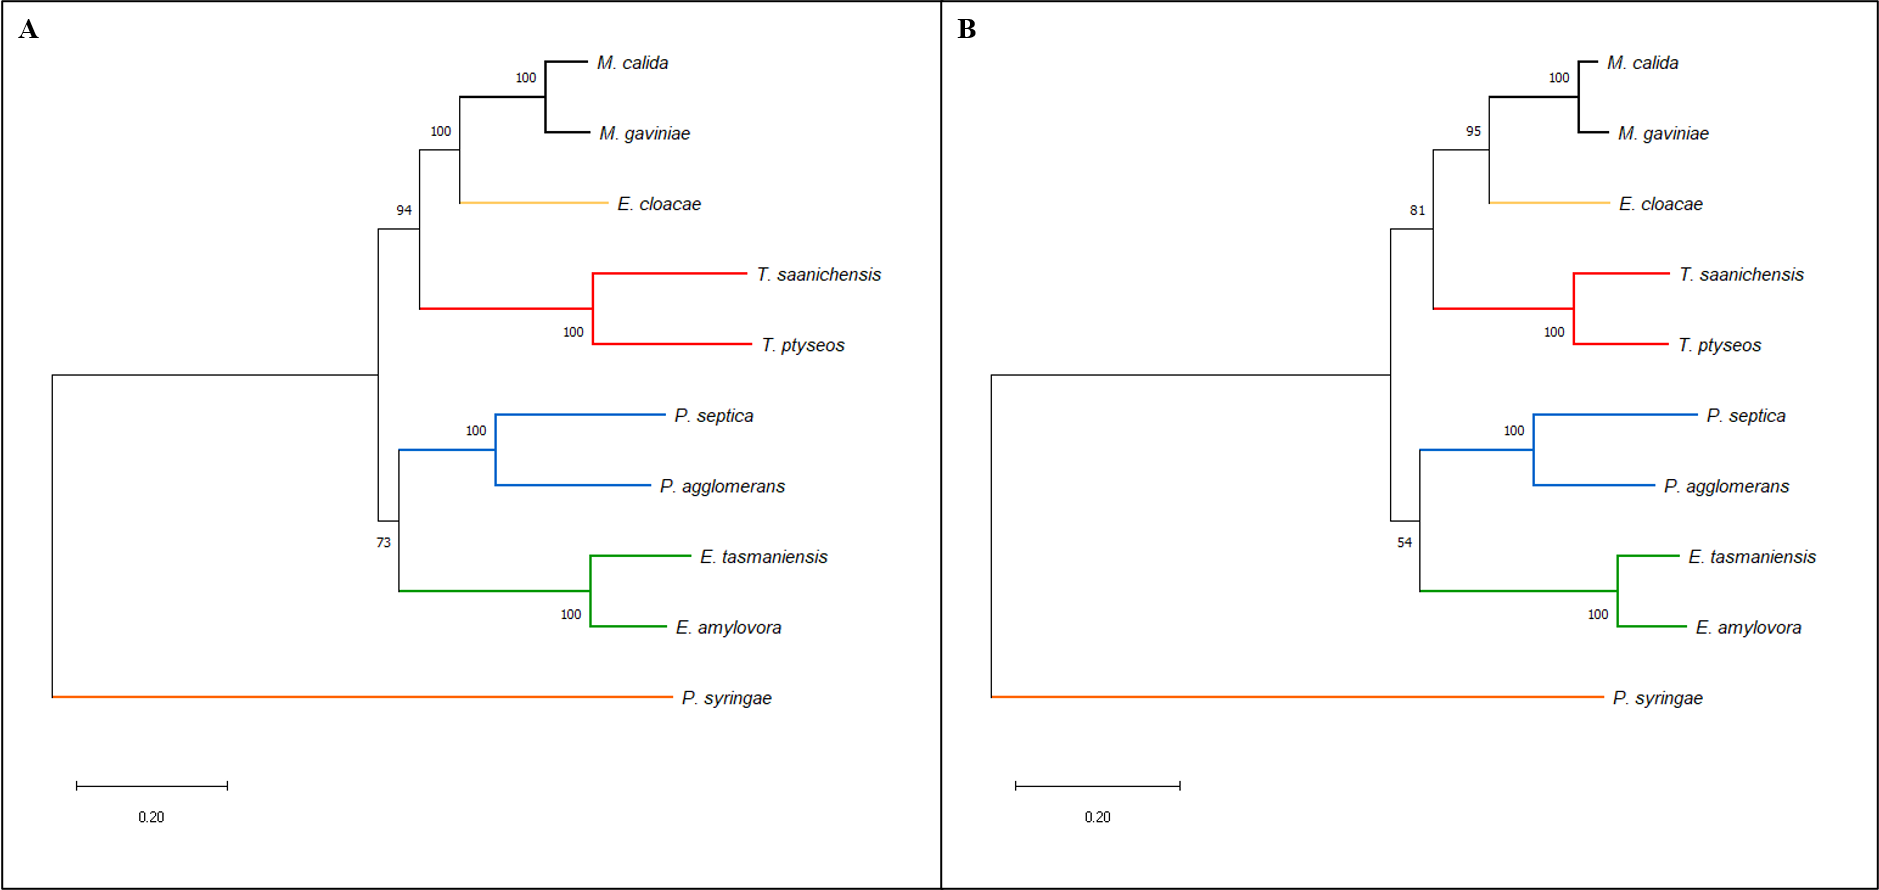 A
M. calida
100
M. gaviniae
100
E. cloacae
94
T. saanichensis
100
T. ptyseos
P. septica
100
P. agglomerans
73
E. tasmaniensis
100
E. amylovora
P. syringae
0.20
B
M. calida
100
M. gaviniae
95
E. cloacae
81
T. saanichensis
100
T. ptyseos
P. septica
100
P. agglomerans
54
E. tasmaniensis
100
E. amylovora
P. syringae
0.20